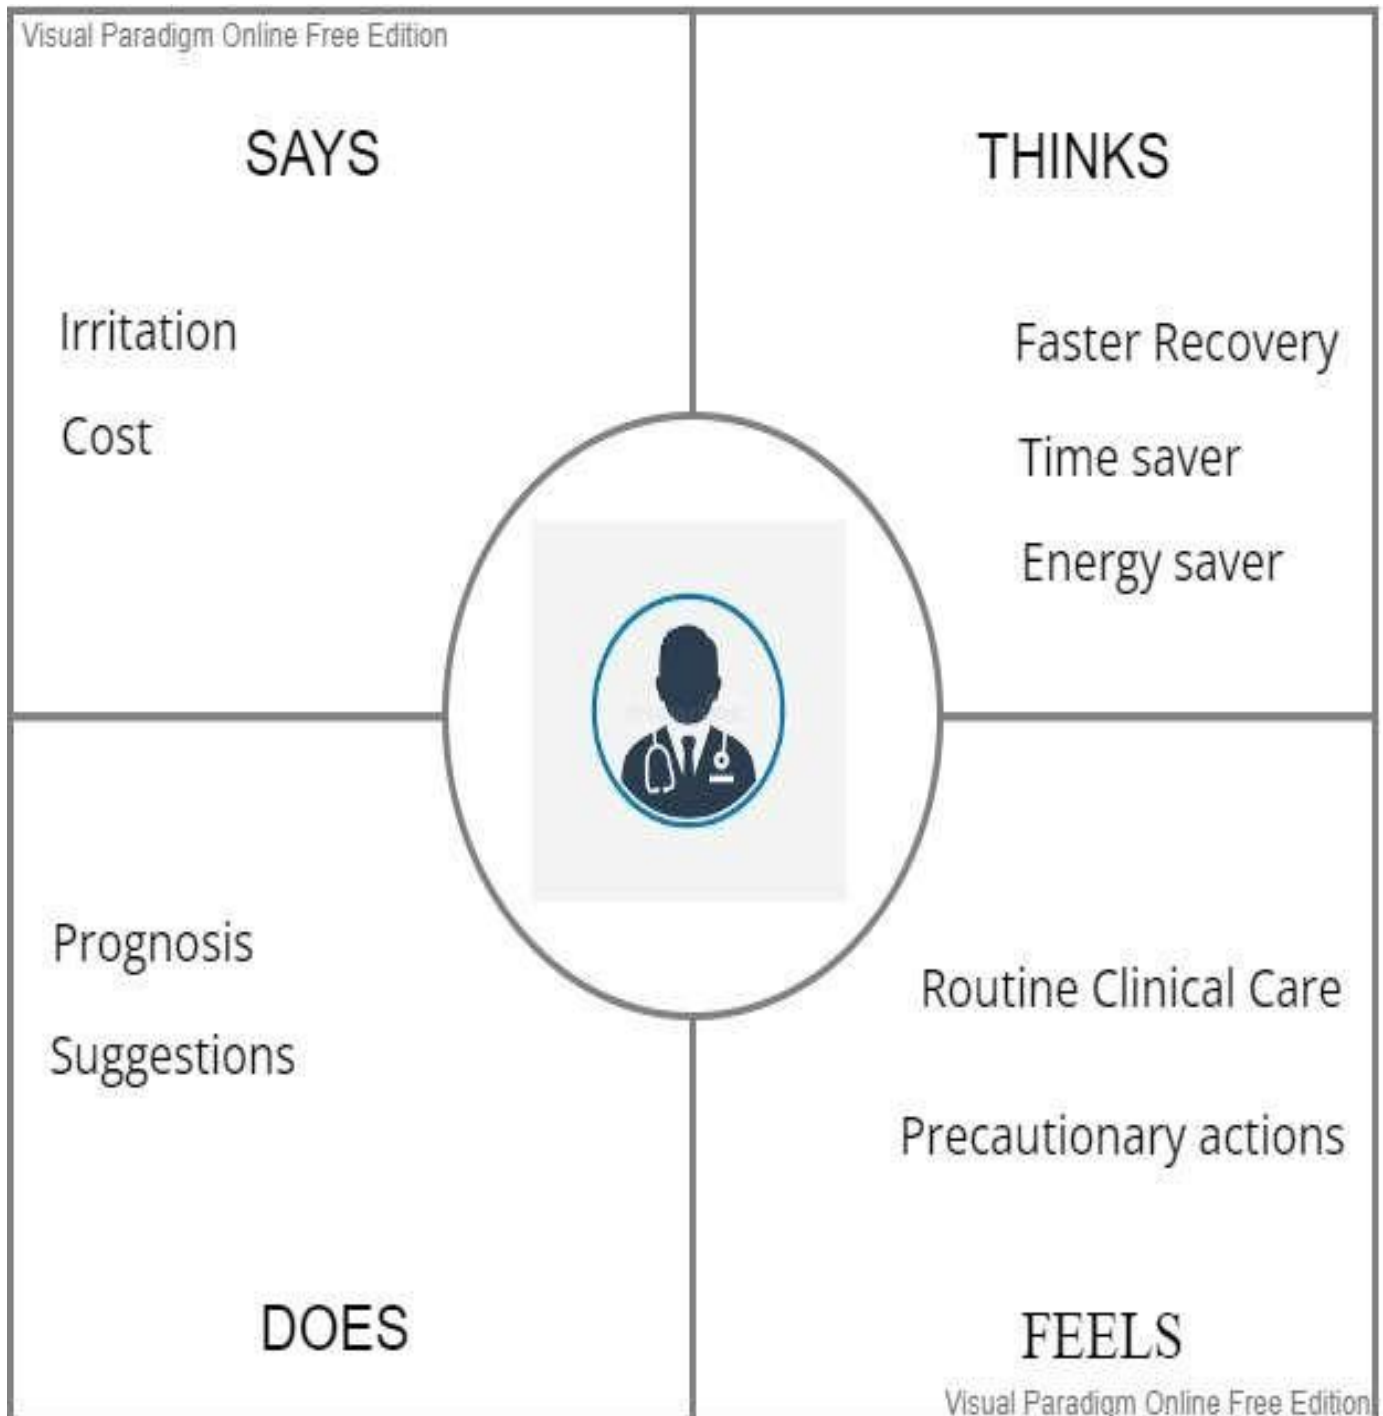 Visual Paradigm Online Free Edition
SAYS
Irritation
Cost
THINKS
Faster Recovery
Time saver
Energy saver
Prognosis
Suggestions
DOES
Routine Clinical Care
Precautionary actions
FEELS
Visual Paradigm Online Free Edition